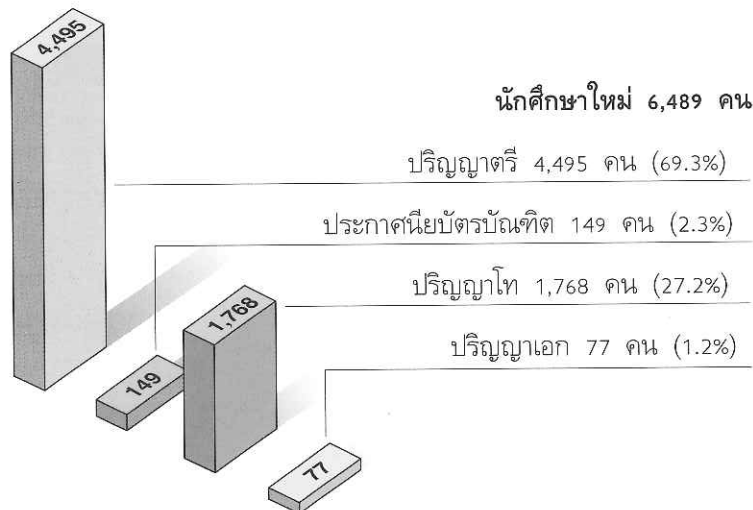 4,495
นักศึกษาใหม่ 6,489 คน
ปริญญาตรี 4,495 คน (69.3%)
ประกาศนียบัตรบัณฑิต 149 คน (2.3%)
ปริญญาโท 1,768 คน (27.2%)
1,768
ปริญญาเอก 77 คน (1.2%)
149
77